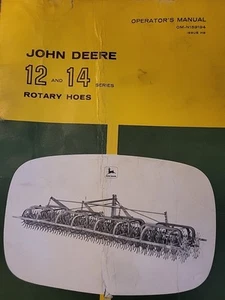 OPERATOR'S MANUAL
JOHN DEERE
12 AND 14 SERIES
ROTARY HOES